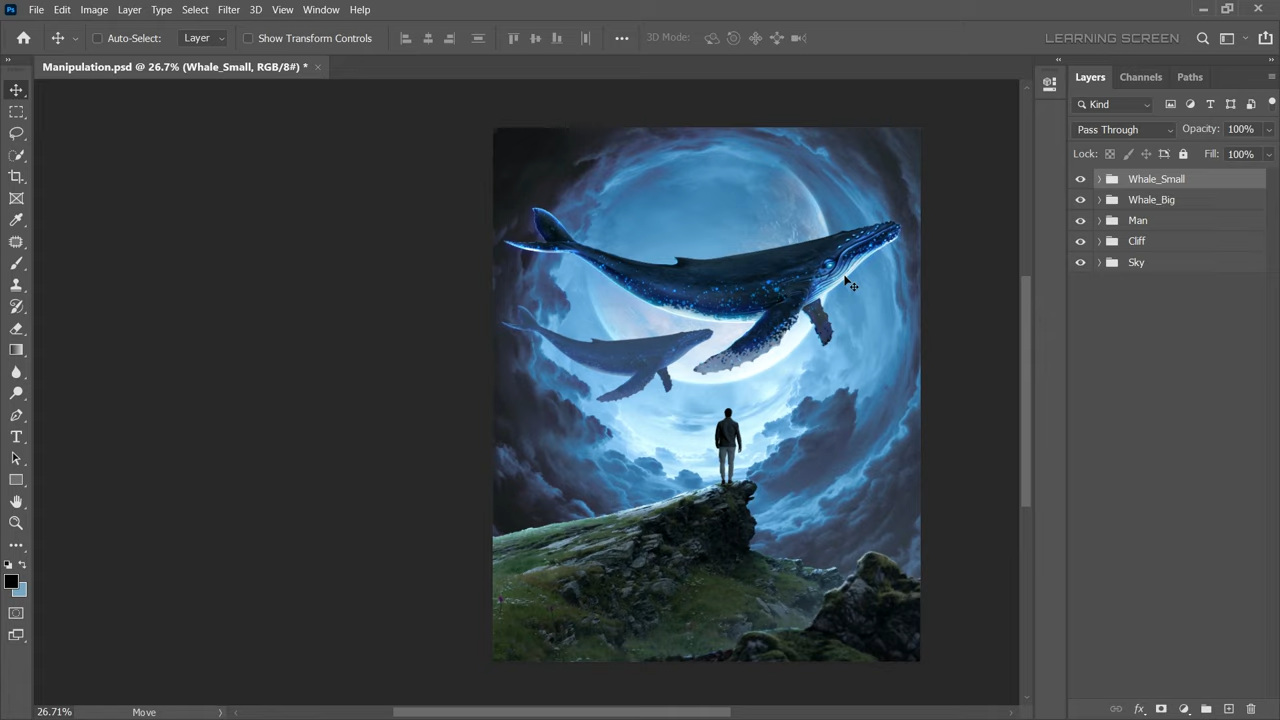 Ps File Edit Image Layer Type Select Filter 3D View Window Help
Auto-Select: Layer Show Transform Controls 3D Mode: LEARNING SCREEN
Manipulation.psd @ 26.7% (Whale_Small, RGB/8#) *
Layers Channels Paths
Kind
Pass Through Opacity: 100%
Lock: Fill: 100%
Whale_Small
Whale_Big
Man
Cliff
Sky
26.71% Move